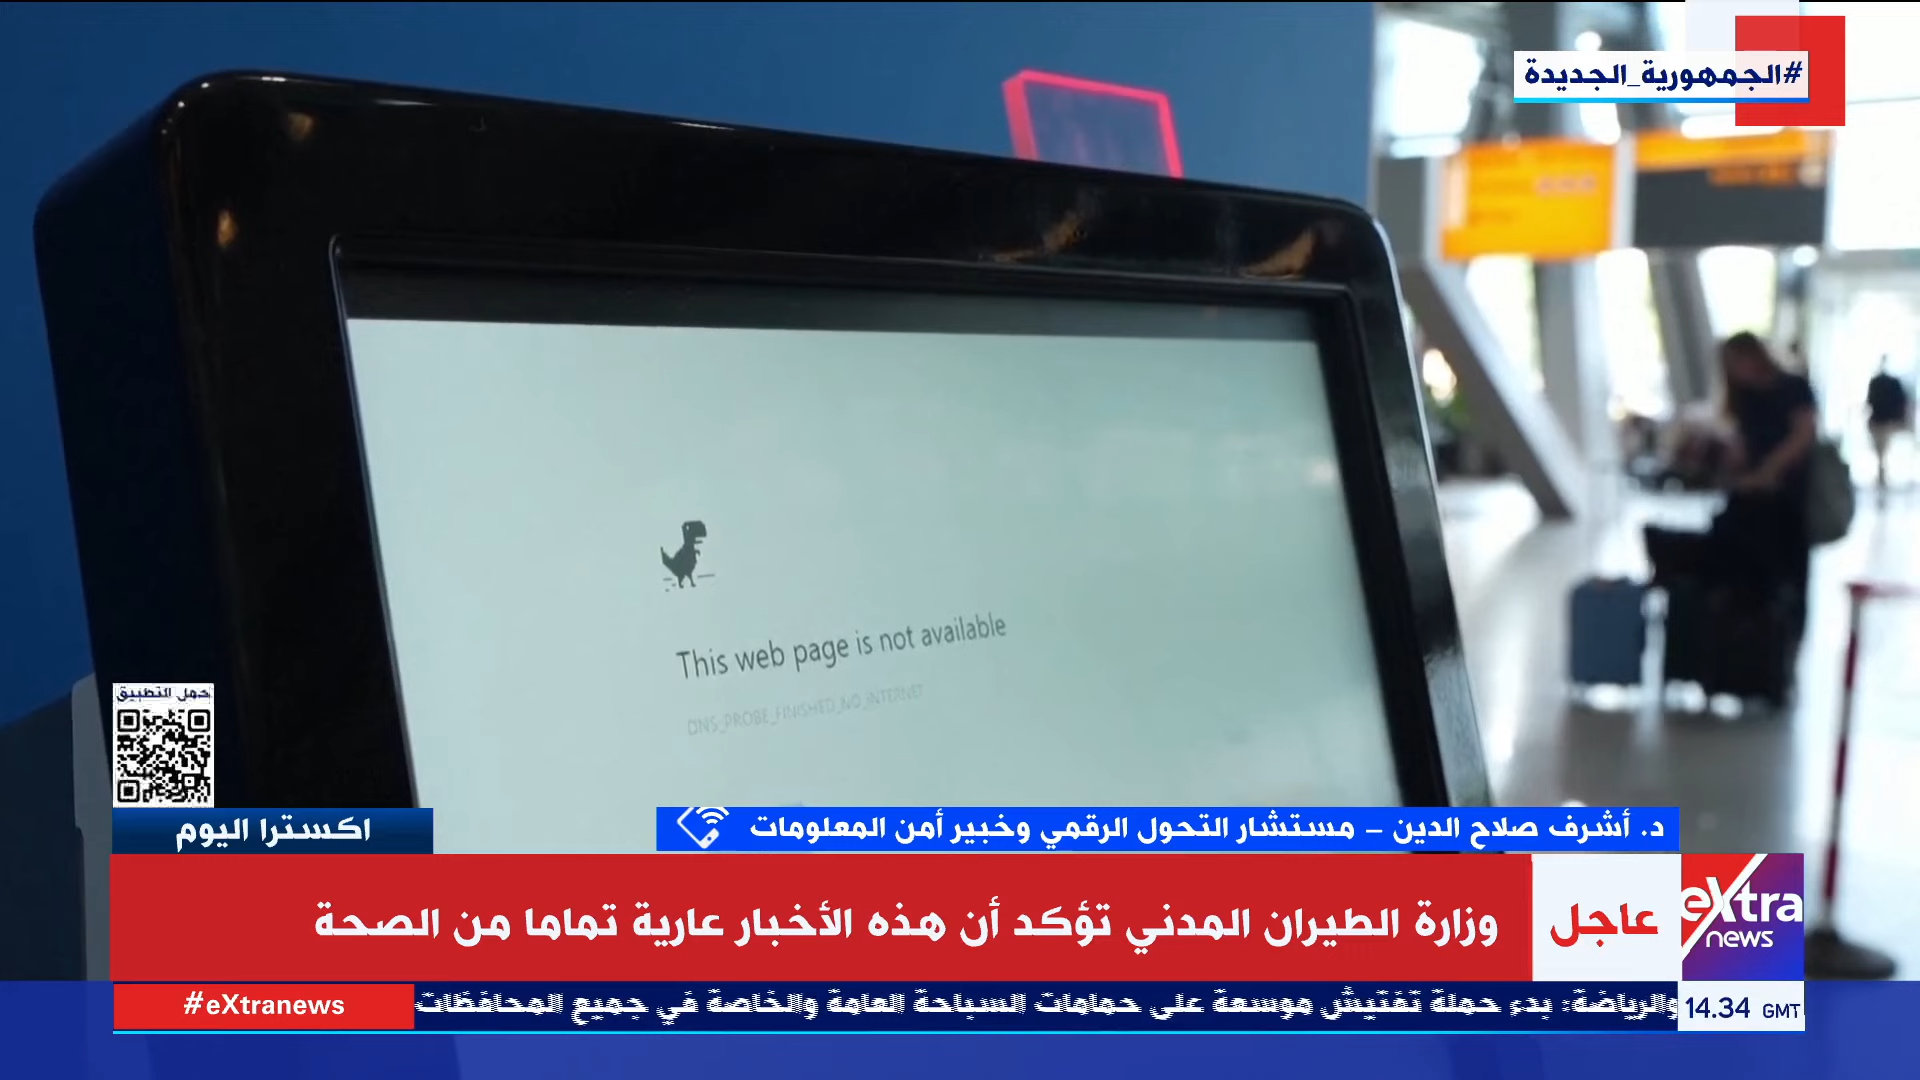 #الجمهورية_الجديدة
This web page is not available
DNS_PROBE_FINISHED_NO_INTERNET
حمل التطبيق
اكسترا اليوم
د. أشرف صلاح الدين – مستشار التحول الرقمي وخبير أمن المعلومات
عاجل
وزارة الطيران المدني تؤكد أن هذه الأخبار عارية تماما من الصحة
eXtra news
#eXtranews
والرياضة: بدء حملة تفتيش موسعة على حمامات السباحة العامة والخاصة في جميع المحافظات
14.34 GMT